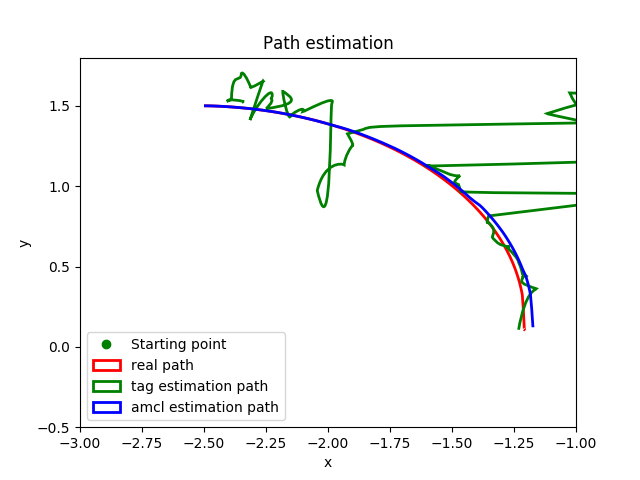 Path estimation
1.5
1.0
0.5
0.0
−0.5
y
Starting point
real path
tag estimation path
amcl estimation path
−3.00 −2.75 −2.50 −2.25 −2.00 −1.75 −1.50 −1.25 −1.00
x